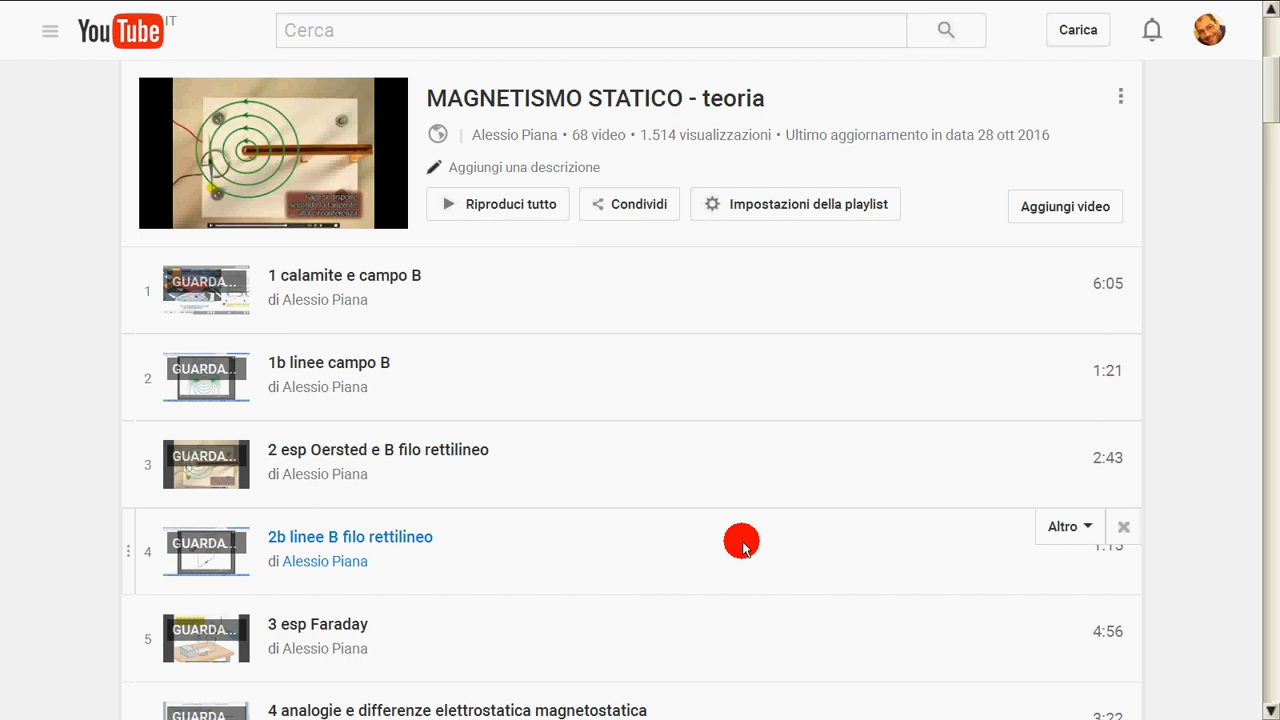 YouTube IT
Cerca
Carica
MAGNETISMO STATICO - teoria
Alessio Piana • 68 video • 1.514 visualizzazioni • Ultimo aggiornamento in data 28 ott 2016
Aggiungi una descrizione
Riproduci tutto
Condividi
Impostazioni della playlist
Aggiungi video
1
GUARDA...
1 calamite e campo B
di Alessio Piana
6:05
2
GUARDA...
1b linee campo B
di Alessio Piana
1:21
3
GUARDA...
2 esp Oersted e B filo rettilineo
di Alessio Piana
2:43
4
GUARDA...
2b linee B filo rettilineo
di Alessio Piana
Altro
5
GUARDA...
3 esp Faraday
di Alessio Piana
4:56
GUARDA...
4 analogie e differenze elettrostatica magnetostatica
3:22